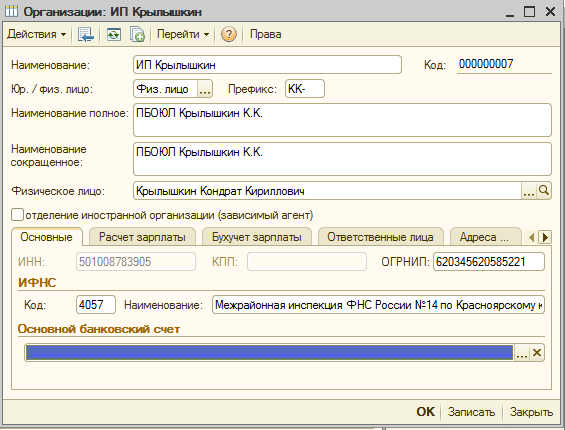 Организации: ИП Крылышкин
Действия Перейти Права
Наименование: ИП Крылышкин Код: 000000007
Юр. / физ. лицо: Физ. лицо ... Префикс: КК-
Наименование полное: ПБОЮЛ Крылышкин К.К.
Наименование сокращенное: ПБОЮЛ Крылышкин К.К.
Физическое лицо: Крылышкин Кондрат Кириллович ...
отделение иностранной организации (зависимый агент)
Основные Расчет зарплаты Бухучет зарплаты Ответственные лица Адреса ...
ИНН: 501008783905 КПП: ОГРНИП: 620345620585221
ИФНС
Код: 4057 Наименование: Межрайонная инспекция ФНС России №14 по Красноярскому к
Основной банковский счет
...
OK Записать Закрыть